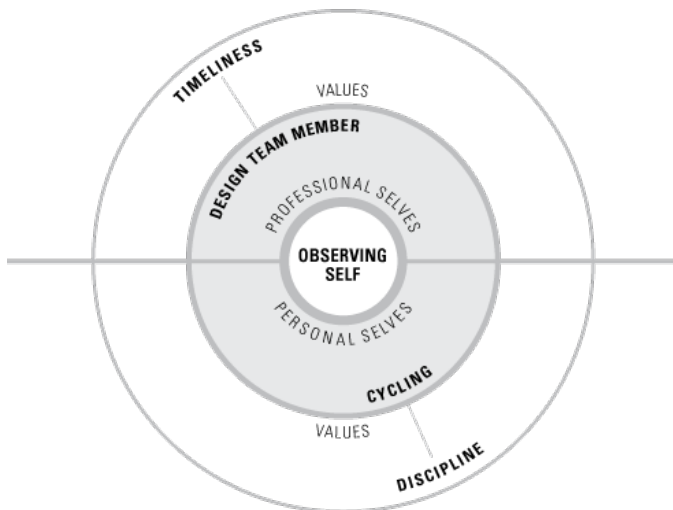 TIMELINESS
VALUES
DESIGN TEAM MEMBER
PROFESSIONAL SELVES
OBSERVING
SELF
PERSONAL SELVES
CYCLING
VALUES
DISCIPLINE